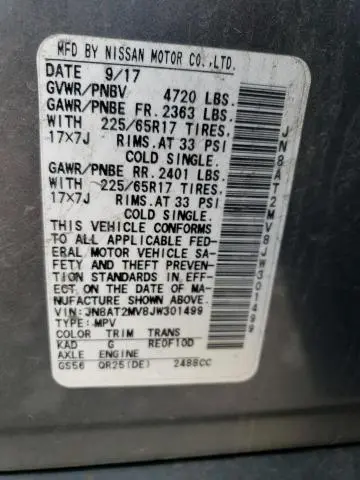 MFD BY NISSAN MOTOR CO.,LTD.
DATE 9/17
GVWR/PNBV 4720 LBS.
GAWR/PNBE FR. 2363 LBS.
WITH 225/65R17 TIRES.
17X7J RIMS.AT 33 PSI
COLD SINGLE.
GAWR/PNBE RR. 2401 LBS.
WITH 225/65R17 TIRES.
17X7J RIMS.AT 33 PSI
COLD SINGLE.
THIS VEHICLE CONFORMS
TO ALL APPLICABLE FED-
ERAL MOTOR VEHICLE SA-
FETY AND THEFT PREVEN-
TION STANDARDS IN EFF-
ECT ON THE DATE OF MA-
NUFACTURE SHOWN ABOVE.
VIN: JN8AT2MV8JW301499
TYPE: MPV
COLOR TRIM TRANS
KAD G RE0F10D
AXLE ENGINE
GS56 QR25(DE) 2488CC
JN8AT2MV8JW301499